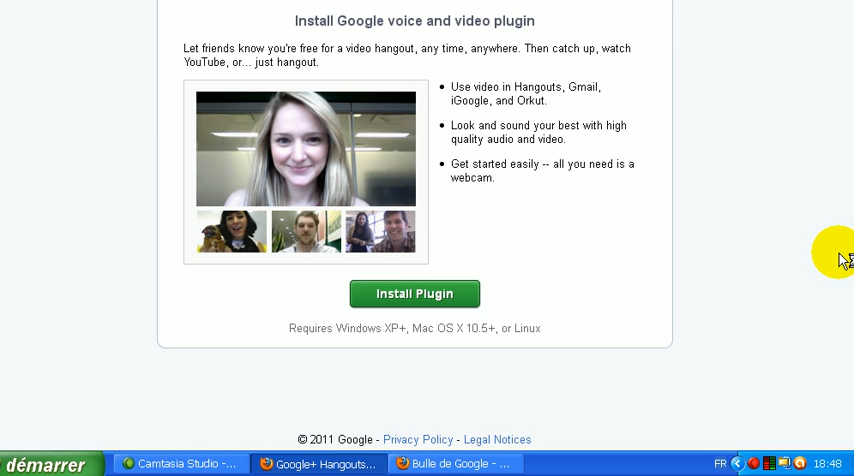 Install Google voice and video plugin
Let friends know you're free for a video hangout, any time, anywhere. Then catch up, watch
YouTube, or... just hangout.
Use video in Hangouts, Gmail,
iGoogle, and Orkut.
Look and sound your best with high
quality audio and video.
Get started easily -- all you need is a
webcam.
Install Plugin
Requires Windows XP+, Mac OS X 10.5+, or Linux
© 2011 Google - Privacy Policy - Legal Notices
démarrer Camtasia Studio -... Google+ Hangouts... Bulle de Google - ... FR 18:48